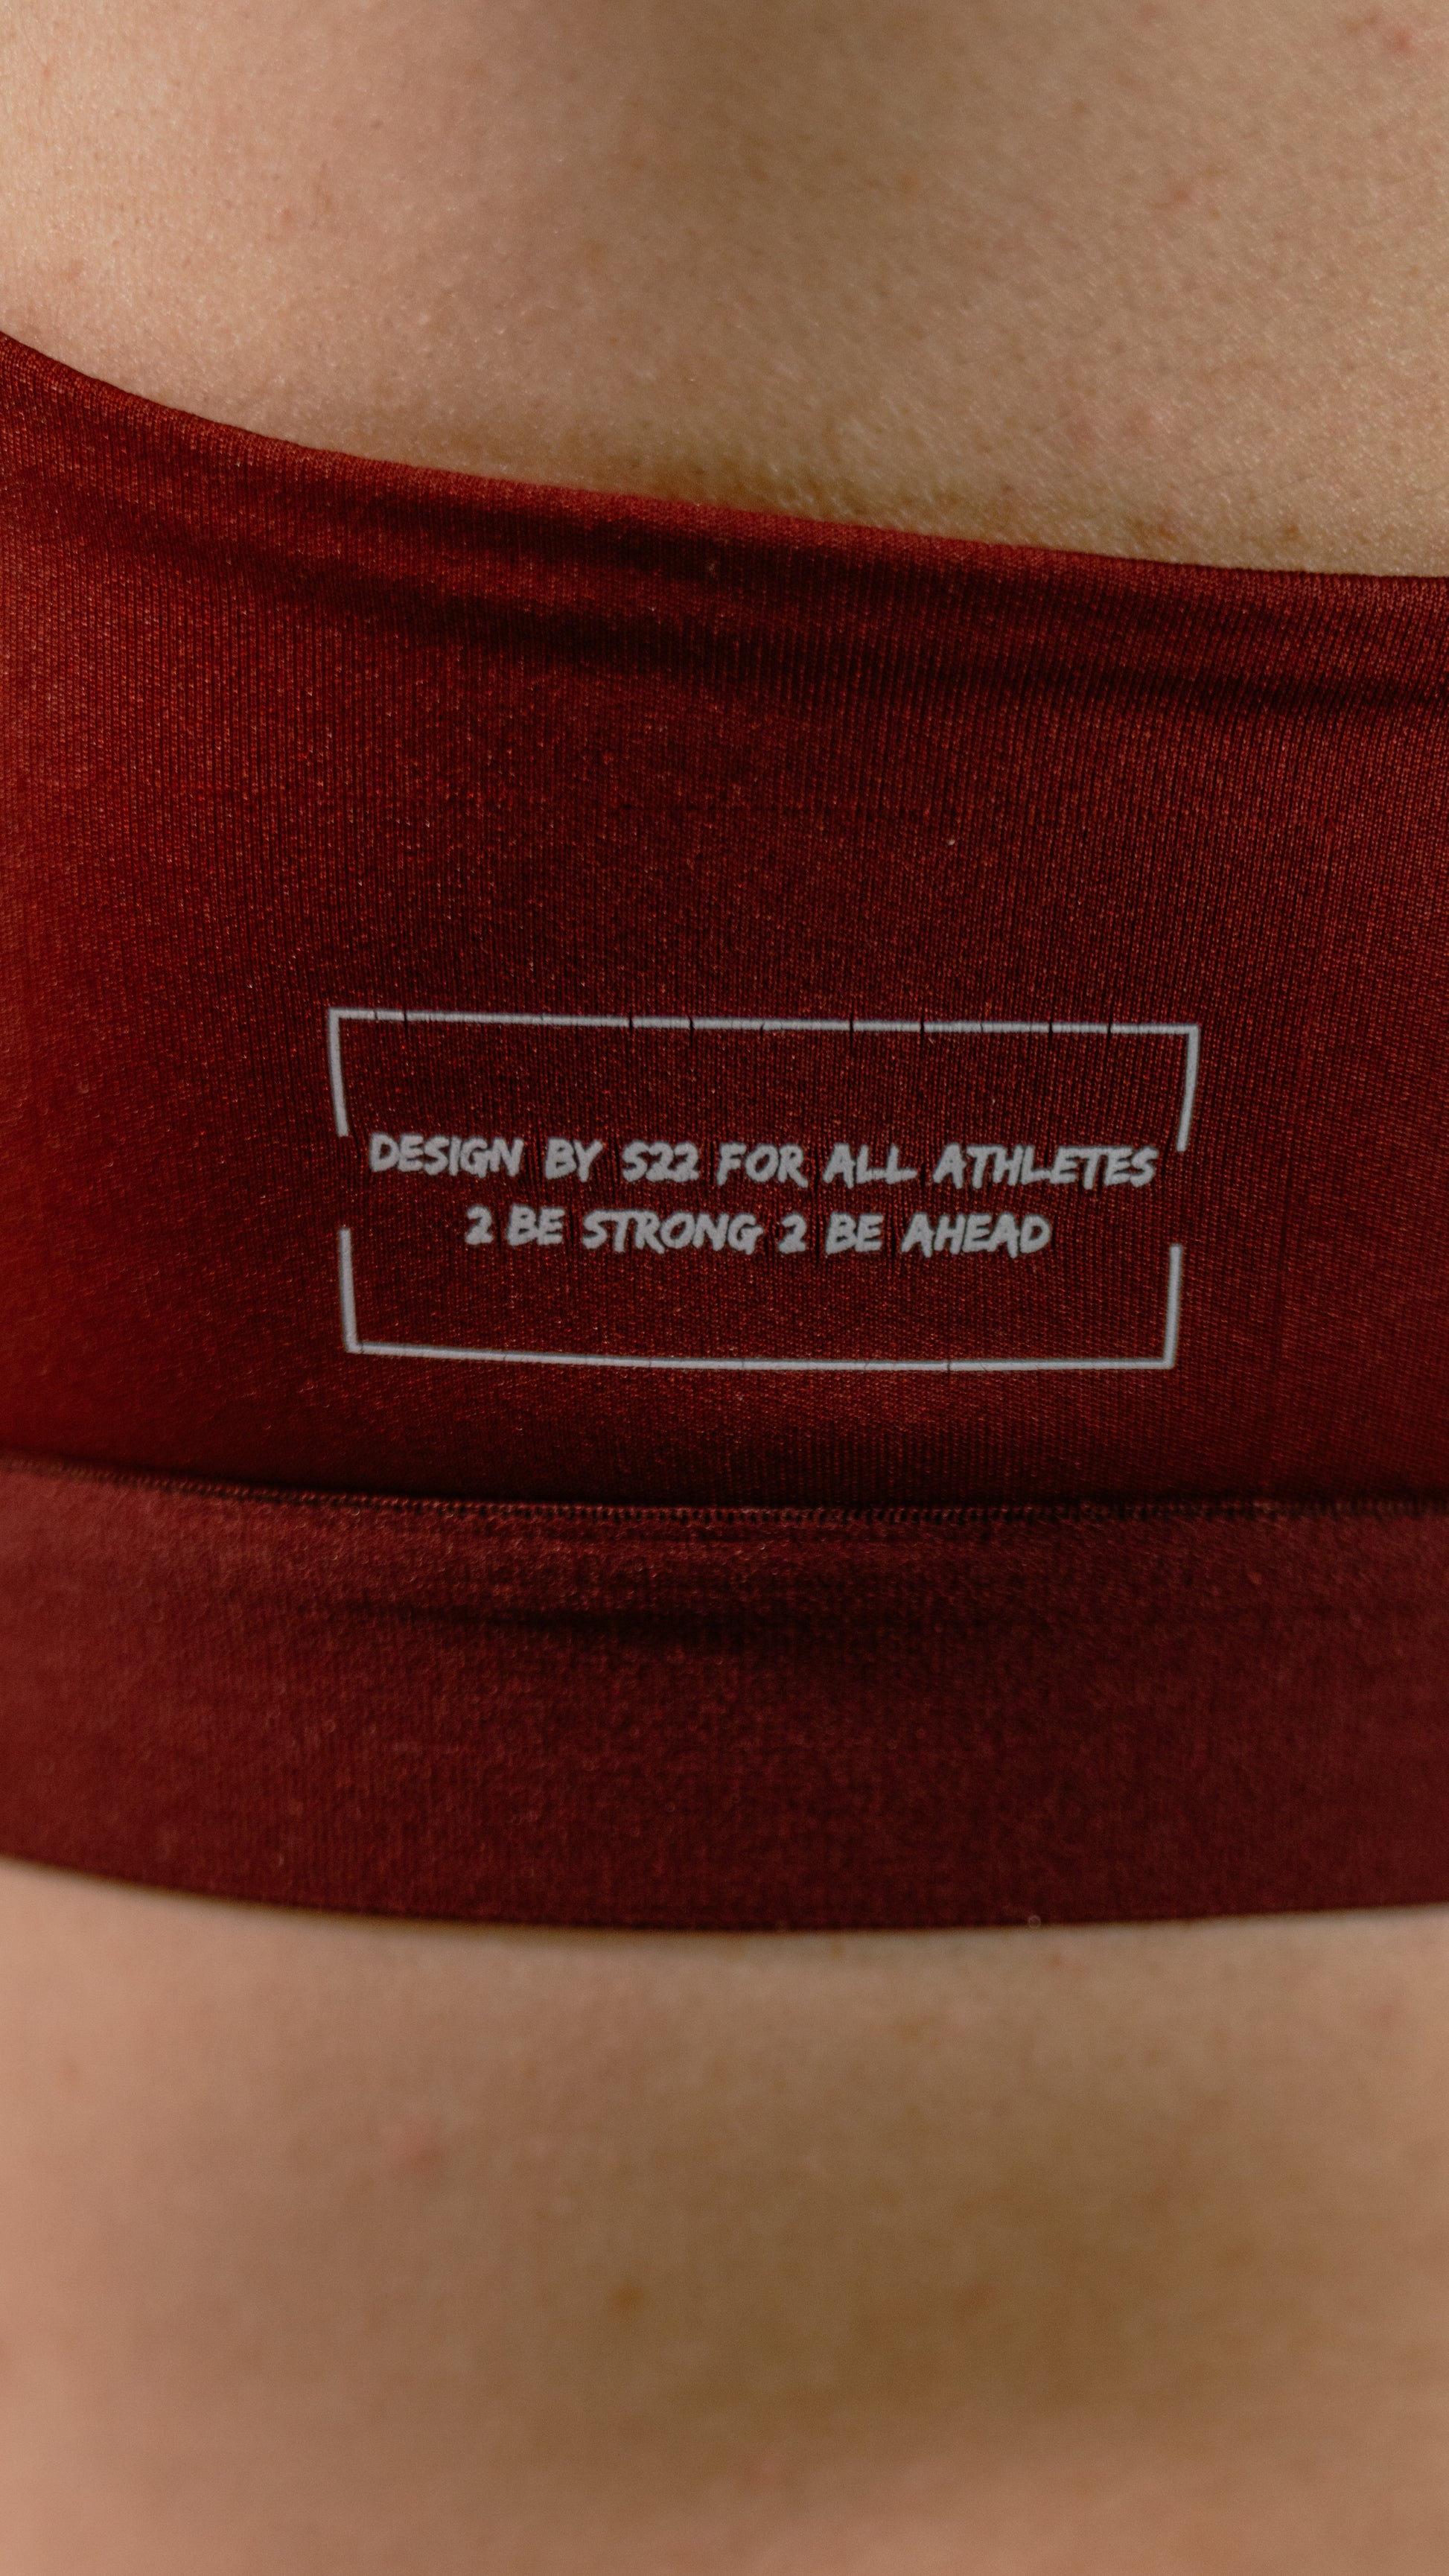 DESIGN BY S22 FOR ALL ATHLETES
2 BE STRONG 2 BE AHEAD